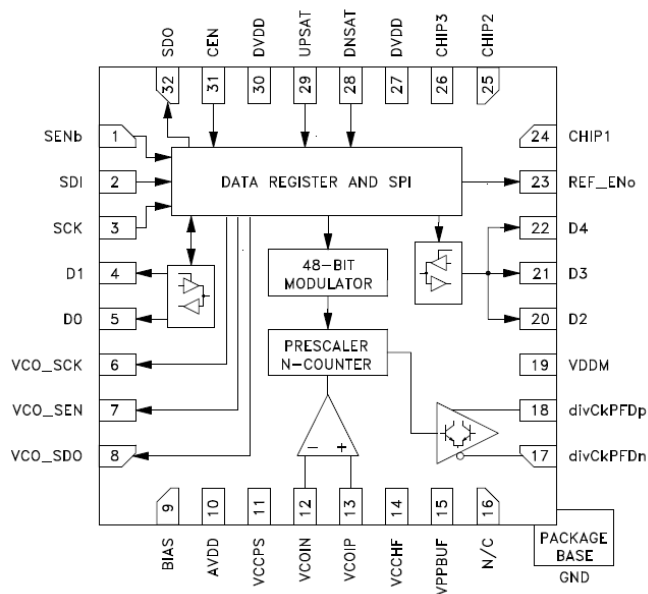 SDO
CEN
DVDD
UPSAT
DNSAT
DVDD
CHIP3
CHIP2
32
31
30
29
28
27
26
25
SENb
1
24
CHIP1
SDI
2
DATA REGISTER AND SPI
23
REF_ENo
SCK
3
22
D4
D1
4
48-BIT
MODULATOR
21
D3
D0
5
20
D2
VCO_SCK
6
PRESCALER
N-COUNTER
19
VDDM
VCO_SEN
7
18
divCkPFDp
VCO_SDO
8
- +
17
divCkPFDn
9
10
11
12
13
14
15
16
BIAS
AVDD
VCCPS
VCOIN
VCOIP
VCCHF
VPPBUF
N/C
PACKAGE
BASE
GND